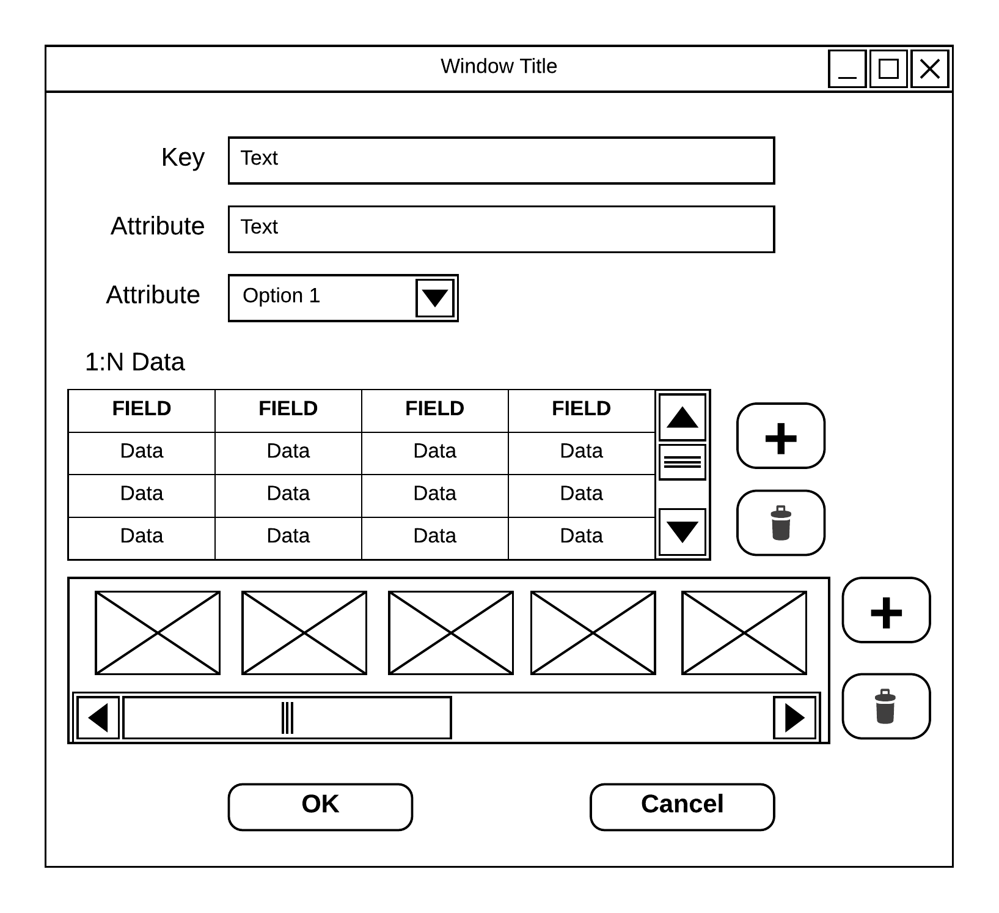 Window Title
Key
Text
Attribute
Text
Attribute
Option 1
1:N Data
FIELD FIELD FIELD FIELD
Data Data Data Data
Data Data Data Data
Data Data Data Data
OK
Cancel